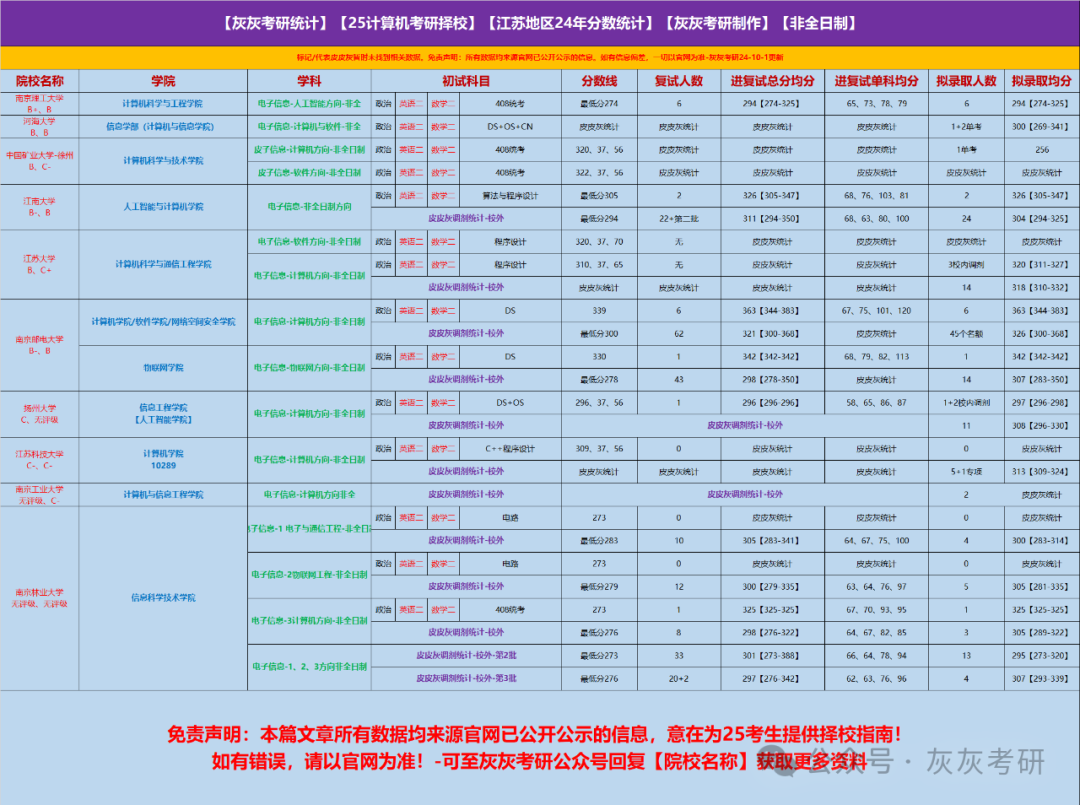 【灰灰考研统计】【25计算机考研择校】【江苏地区24年分数统计】【灰灰考研制作】【非全日制】
标记/代表皮皮灰暂时未找到相关数据。免责声明：所有数据均来源官网已公开公示的信息。如有信息偏差，一切以官网为准-灰灰考研24-10-1更新
院校名称 学院 学科 初试科目 分数线 复试人数 进复试总分均分 进复试单科均分 拟录取人数 拟录取均分
南京理工大学 B+、B 计算机科学与工程学院 电子信息-人工智能方向-非全 政治 英语二 数学二 408统考 最低分274 6 294【274-325】 65、73、78、79 6 294【274-325】
河海大学 B、B 信息学部（计算机与信息学院） 电子信息-计算机与软件-非全 政治 英语二 数学二 DS+OS+CN 皮皮灰统计 皮皮灰统计 皮皮灰统计 皮皮灰统计 1+2单考 300【269-341】
中国矿业大学-徐州 B、C- 计算机科学与技术学院 皮子信息-计算机方向-非全日制 政治 英语二 数学二 408统考 320、37、56 皮皮灰统计 皮皮灰统计 皮皮灰统计 1单考 256
皮子信息-软件方向-非全日制 政治 英语二 数学二 408统考 322、37、56 皮皮灰统计 皮皮灰统计 皮皮灰统计 皮皮灰统计 皮皮灰统计
江南大学 B-、B 人工智能与计算机学院 电子信息-非全日制方向 政治 英语二 数学二 算法与程序设计 最低分305 2 326【305-347】 68、76、103、81 2 326【305-347】
皮皮灰调剂统计-校外 最低分294 22+第二批 311【294-350】 68、63、80、100 24 304【294-325】
江苏大学 B、C+ 计算机科学与通信工程学院 电子信息-软件方向-非全日制 政治 英语二 数学二 程序设计 320、37、70 无 皮皮灰统计 皮皮灰统计 皮皮灰统计 皮皮灰统计
电子信息-计算机方向-非全日制 政治 英语二 数学二 程序设计 310、37、65 无 皮皮灰统计 皮皮灰统计 3校内调剂 320【311-327】
皮皮灰调剂统计-校外 皮皮灰统计 皮皮灰统计 皮皮灰统计 皮皮灰统计 14 318【310-332】
南京邮电大学 B-、B 计算机学院/软件学院/网络空间安全学院 电子信息-计算机方向-非全日制 政治 英语二 数学二 DS 339 6 363【344-383】 67、75、101、120 6 363【344-383】
皮皮灰调剂统计-校外 最低分300 62 321【300-368】 皮皮灰统计 45个名额 326【300-368】
物联网学院 电子信息-物联网方向-非全日制 政治 英语二 数学二 DS 330 1 342【342-342】 68、79、82、113 1 342【342-342】
皮皮灰调剂统计-校外 最低分278 43 298【278-350】 皮皮灰统计 14 307【283-350】
扬州大学 C、无评级 信息工程学院 【人工智能学院】 电子信息-计算机方向-非全日制 政治 英语二 数学二 DS+OS 296、37、56 1 296【296-296】 58、65、86、87 1+2校内调剂 297【296-298】
皮皮灰调剂统计-校外 皮皮灰调剂统计-校外 11 308【296-330】
江苏科技大学 C-、C- 计算机学院 10289 电子信息-计算机方向-非全日制 政治 英语二 数学二 C++程序设计 309、37、56 0 皮皮灰统计 皮皮灰统计 0 皮皮灰统计
皮皮灰调剂统计-校外 皮皮灰统计 皮皮灰统计 皮皮灰统计 皮皮灰统计 5+1专项 313【309-324】
南京工业大学 无评级、C- 计算机与信息工程学院 电子信息-计算机方向非全 皮皮灰调剂统计-校外 皮皮灰调剂统计-校外 2 皮皮灰统计
南京林业大学 无评级、无评级 信息科学技术学院 子信息-1 电子与通信工程-非全日 政治 英语二 数学二 电路 273 0 皮皮灰统计 皮皮灰统计 0 皮皮灰统计
皮皮灰调剂统计-校外 最低分283 10 305【283-341】 64、67、75、100 4 300【283-314】
电子信息-2物联网工程-非全日制 政治 英语二 数学二 电路 273 0 皮皮灰统计 皮皮灰统计 0 皮皮灰统计
皮皮灰调剂统计-校外 最低分279 12 300【279-335】 63、64、76、97 5 305【281-335】
电子信息-3计算机方向-非全日制 政治 英语二 数学二 408统考 273 1 325【325-325】 67、70、93、95 1 325【325-325】
皮皮灰调剂统计-校外 最低分276 8 298【276-322】 64、67、82、85 3 305【289-322】
电子信息-1、2、3方向非全日制 皮皮灰调剂统计-校外-第2批 最低分273 33 301【273-388】 66、64、78、94 13 295【273-320】
皮皮灰调剂统计-校外-第3批 最低分276 20+2 297【276-342】 62、63、76、96 4 307【293-339】
免责声明：本篇文章所有数据均来源官网已公开公示的信息，意在为25考生提供择校指南！
如有错误，请以官网为准！-可至灰灰考研公众号回复【院校名称】获取更多资料
公众号·灰灰考研